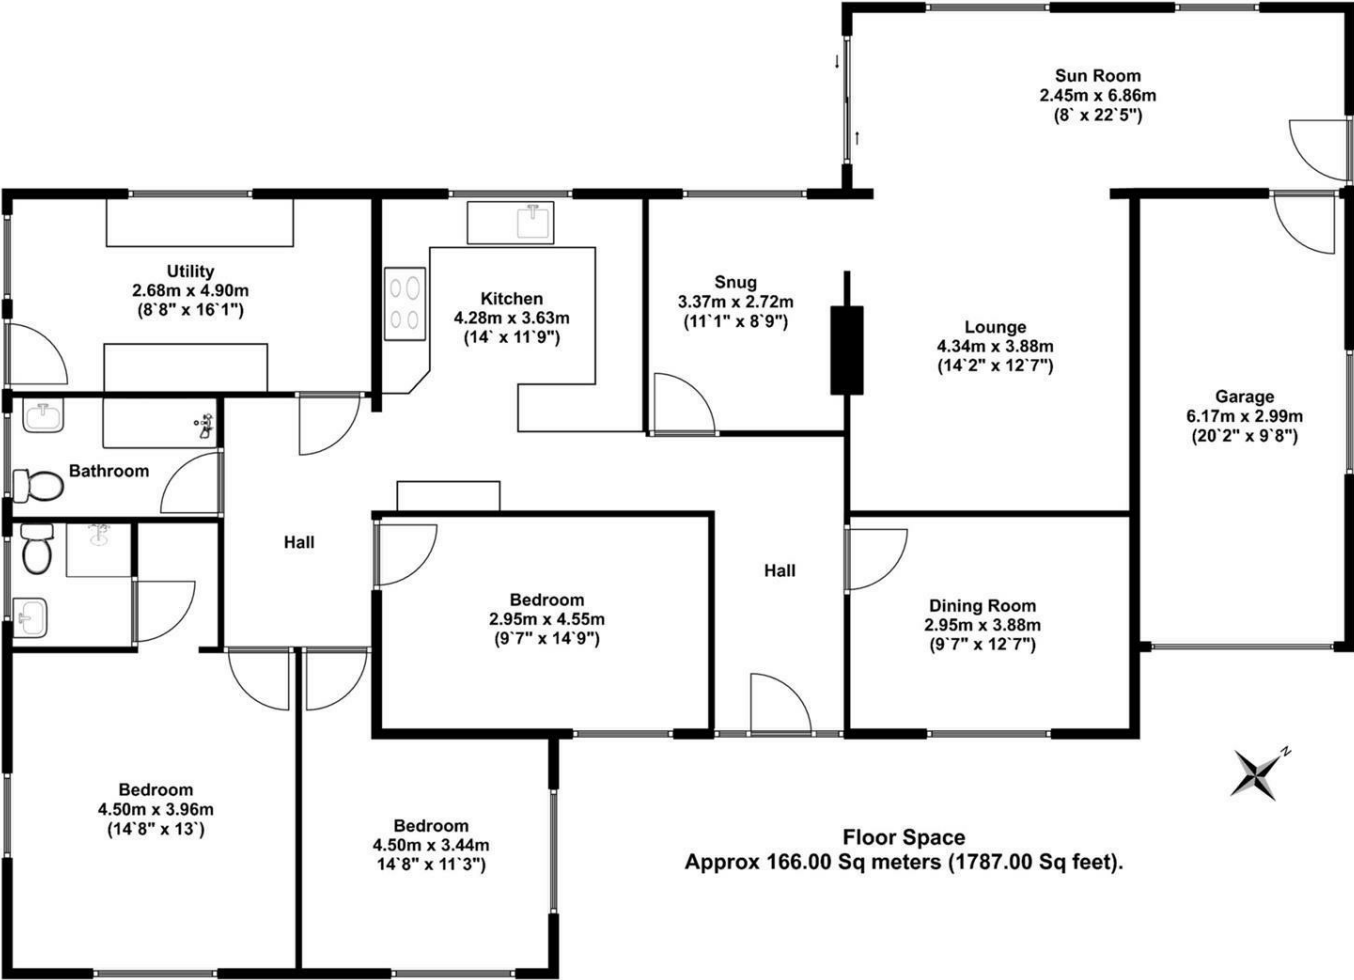 Sun Room
2.45m x 6.86m
(8` x 22`5")
Utility
2.68m x 4.90m
(8`8" x 16`1")
Kitchen
4.28m x 3.63m
(14` x 11`9")
Snug
3.37m x 2.72m
(11`1" x 8`9")
Lounge
4.34m x 3.88m
(14`2" x 12`7")
Garage
6.17m x 2.99m
(20`2" x 9`8")
Bathroom
Hall
Hall
Bedroom
2.95m x 4.55m
(9`7" x 14`9")
Dining Room
2.95m x 3.88m
(9`7" x 12`7")
Bedroom
4.50m x 3.96m
(14`8" x 13`)
Bedroom
4.50m x 3.44m
14`8" x 11`3")
N
Floor Space
Approx 166.00 Sq meters (1787.00 Sq feet).